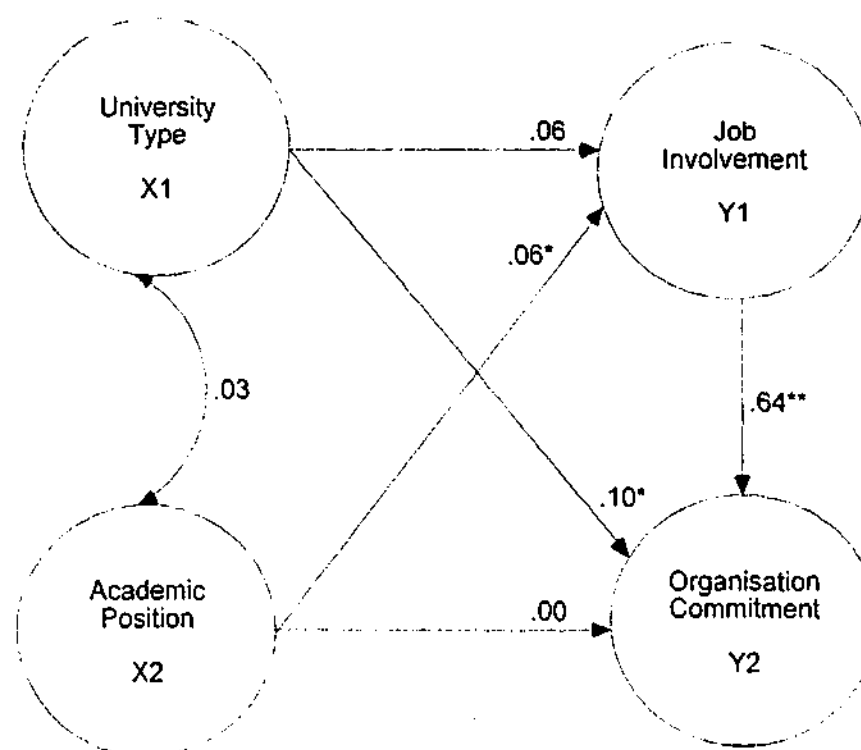 University
Type
X1
.06
Job
Involvement
Y1
.06*
.03
.64**
.10*
Academic
Position
X2
.00
Organisation
Commitment
Y2